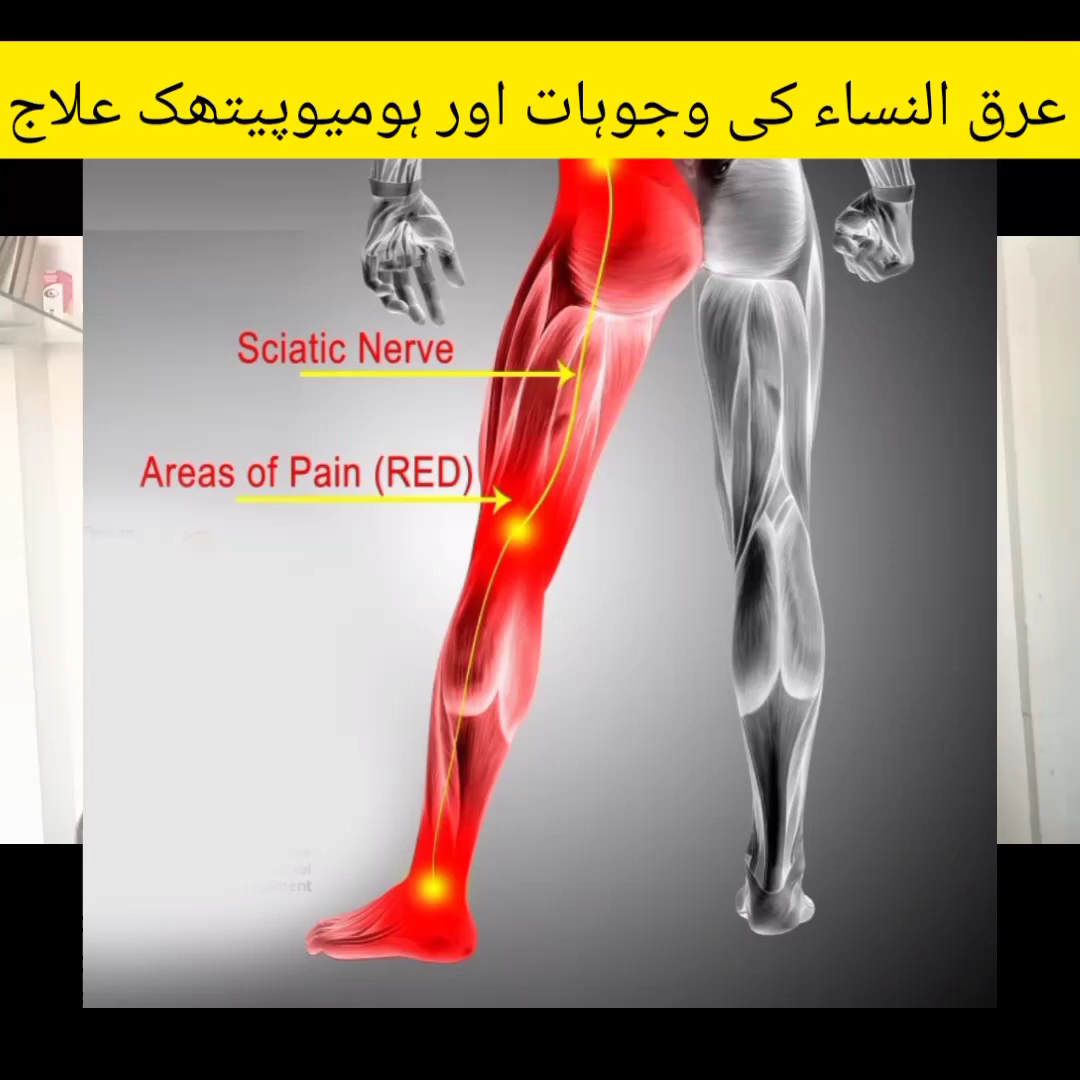 عرق النساء کی وجوہات اور ہومیوپیتھک علاج
Sciatic Nerve
Areas of Pain (RED)